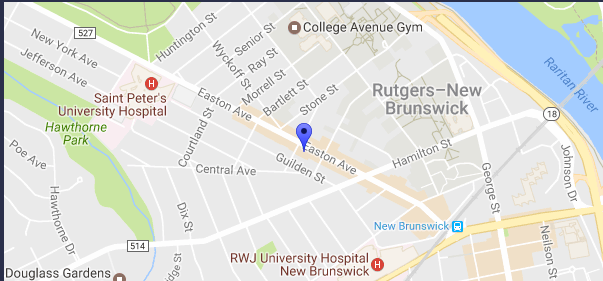 527
Huntington St
College Avenue Gym
New York Ave
Senior St
Wyckoff St
Ray St
Jefferson Ave
Morrell St
Raritan River
Saint Peter's
University Hospital
Easton Ave
Bartlett St
Stone St
Rutgers–New
Brunswick
Hawthorne
Park
Courtland St
18
Poe Ave
Easton Ave
Hamilton St
Johnson Dr
Central Ave
Guilden St
George St
Hawthorne Dr
Dix St
New Brunswick
Neilson St
514
RWJ University Hospital
New Brunswick
Douglass Gardens
dge St
H
H